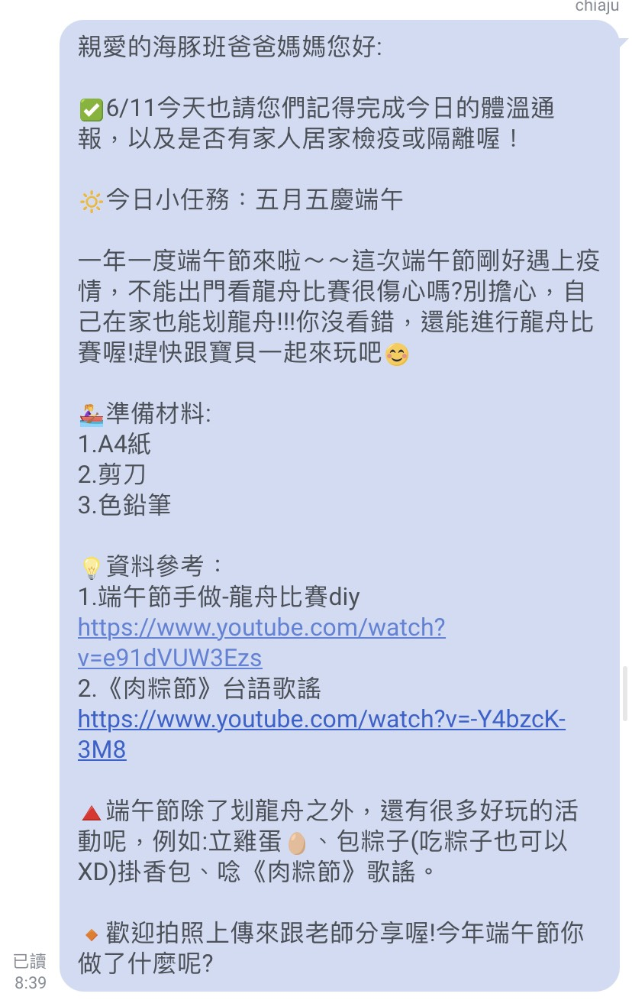 chiaju
親愛的海豚班爸爸媽媽您好:
✅6/11今天也請您們記得完成今日的體溫通
報，以及是否有家人居家檢疫或隔離喔！
🔆今日小任務：五月五慶端午
一年一度端午節來啦～～這次端午節剛好遇上疫
情，不能出門看龍舟比賽很傷心嗎?別擔心，自
己在家也能划龍舟!!!你沒看錯，還能進行龍舟比
賽喔!趕快跟寶貝一起來玩吧😊
🚣‍♀️準備材料:
1.A4紙
2.剪刀
3.色鉛筆
💡資料參考：
1.端午節手做-龍舟比賽diy
https://www.youtube.com/watch?
v=e91dVUW3Ezs
2.《肉粽節》台語歌謠
https://www.youtube.com/watch?v=-Y4bzcK-
3M8
🔺端午節除了划龍舟之外，還有很多好玩的活
動呢，例如:立雞蛋🥚、包粽子(吃粽子也可以
XD)掛香包、唸《肉粽節》歌謠。
🔸歡迎拍照上傳來跟老師分享喔!今年端午節你
做了什麼呢?
已讀
8:39